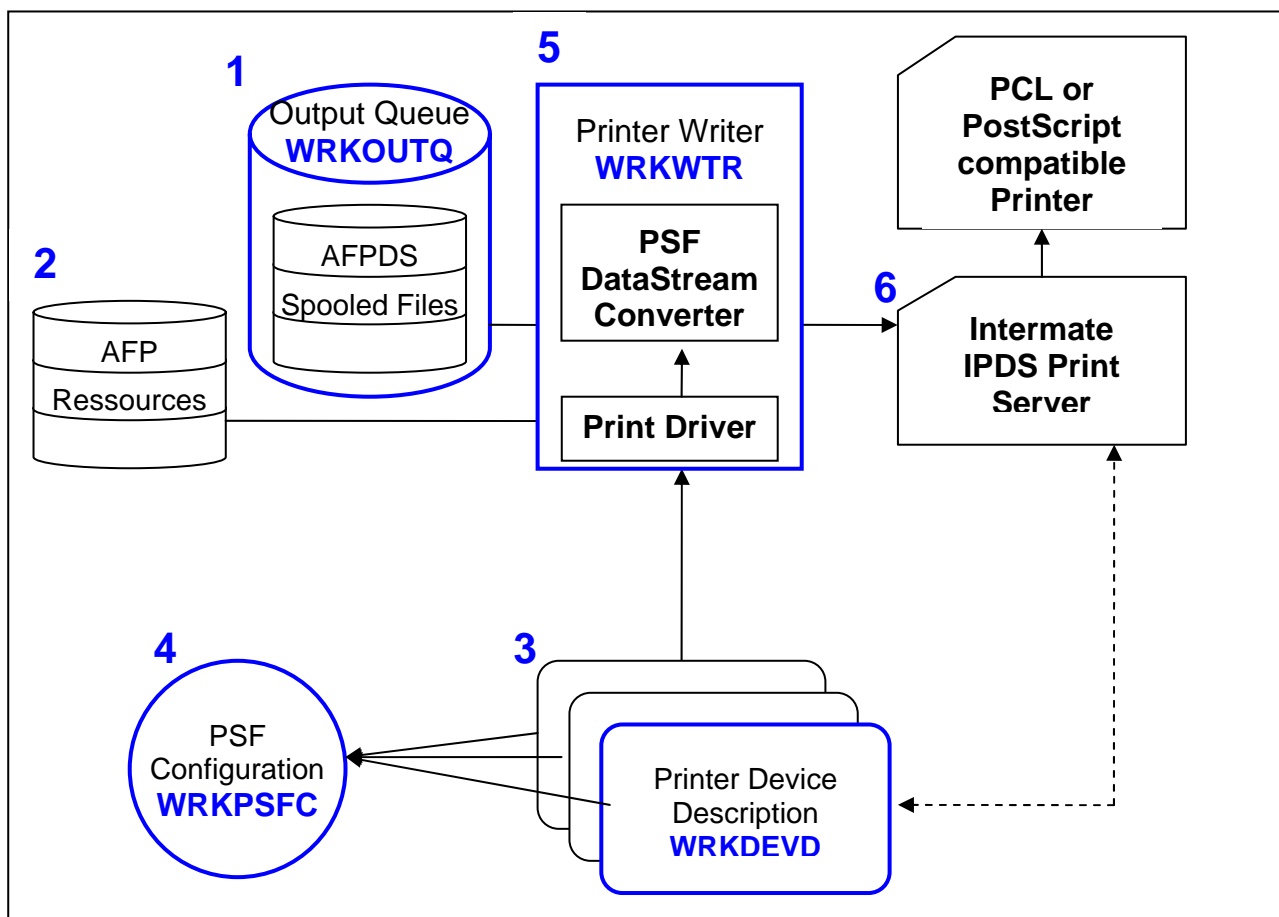 1
Output Queue
WRKOUTQ
AFPDS
Spooled Files
2
AFP
Ressources
5
Printer Writer
WRKWTR
PSF
DataStream
Converter
Print Driver
PCL or
PostScript
compatible
Printer
6
Intermate
IPDS Print
Server
4
PSF
Configuration
WRKPSFC
3
Printer Device
Description
WRKDEVD